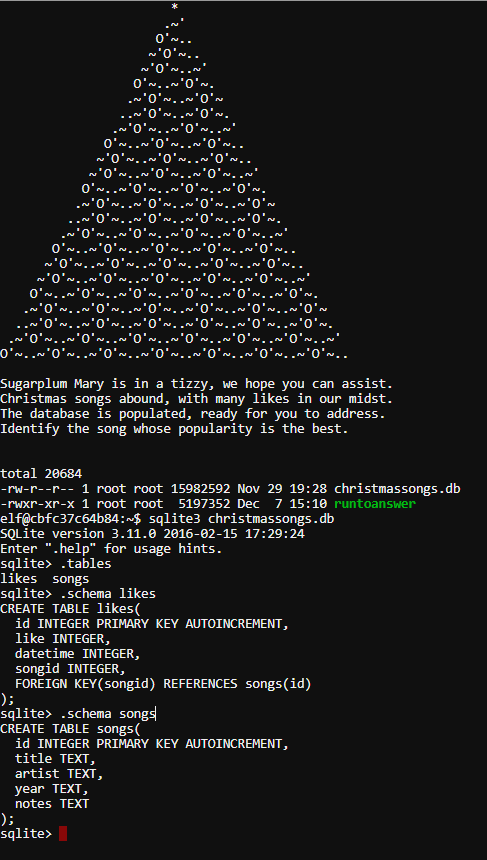 *
.~'
O'~..
~'O'~..
~'O'~..~'
O'~..~'O'~.
.~'O'~..~'O'~
..~'O'~..~'O'~.
.~'O'~..~'O'~..~'
O'~..~'O'~..~'O'~..
~'O'~..~'O'~..~'O'~..
~'O'~..~'O'~..~'O'~..~'
O'~..~'O'~..~'O'~..~'O'~.
.~'O'~..~'O'~..~'O'~..~'O'~
..~'O'~..~'O'~..~'O'~..~'O'~.
.~'O'~..~'O'~..~'O'~..~'O'~..~'
O'~..~'O'~..~'O'~..~'O'~..~'O'~..
~'O'~..~'O'~..~'O'~..~'O'~..~'O'~..
~'O'~..~'O'~..~'O'~..~'O'~..~'O'~..~'
O'~..~'O'~..~'O'~..~'O'~..~'O'~..~'O'~.
.~'O'~..~'O'~..~'O'~..~'O'~..~'O'~..~'O'~
..~'O'~..~'O'~..~'O'~..~'O'~..~'O'~..~'O'~.
.~'O'~..~'O'~..~'O'~..~'O'~..~'O'~..~'O'~..~'
O'~..~'O'~..~'O'~..~'O'~..~'O'~..~'O'~..~'O'~..
Sugarplum Mary is in a tizzy, we hope you can assist.
Christmas songs abound, with many likes in our midst.
The database is populated, ready for you to address.
Identify the song whose popularity is the best.
total 20684
-rw-r--r-- 1 root root 15982592 Nov 29 19:28 christmassongs.db
-rwxr-xr-x 1 root root  5197352 Dec  7 15:10 runtoanswer
elf@cbfc37c64b84:~$ sqlite3 christmassongs.db
SQLite version 3.11.0 2016-02-15 17:29:24
Enter ".help" for usage hints.
sqlite> .tables
likes  songs
sqlite> .schema likes
CREATE TABLE likes(
  id INTEGER PRIMARY KEY AUTOINCREMENT,
  like INTEGER,
  datetime INTEGER,
  songid INTEGER,
  FOREIGN KEY(songid) REFERENCES songs(id)
);
sqlite> .schema songs
CREATE TABLE songs(
  id INTEGER PRIMARY KEY AUTOINCREMENT,
  title TEXT,
  artist TEXT,
  year TEXT,
  notes TEXT
);
sqlite>